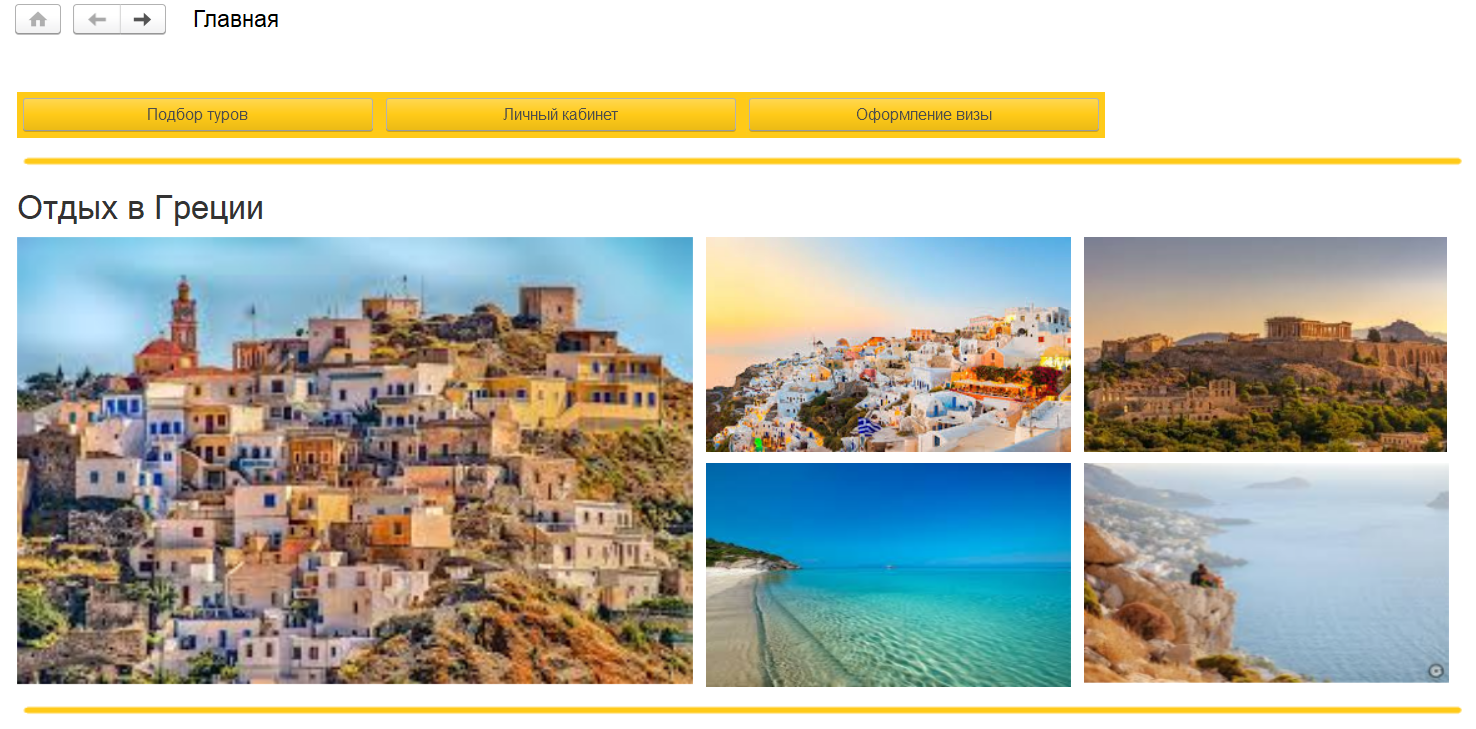 Главная
Подбор туров
Личный кабинет
Оформление визы
Отдых в Греции